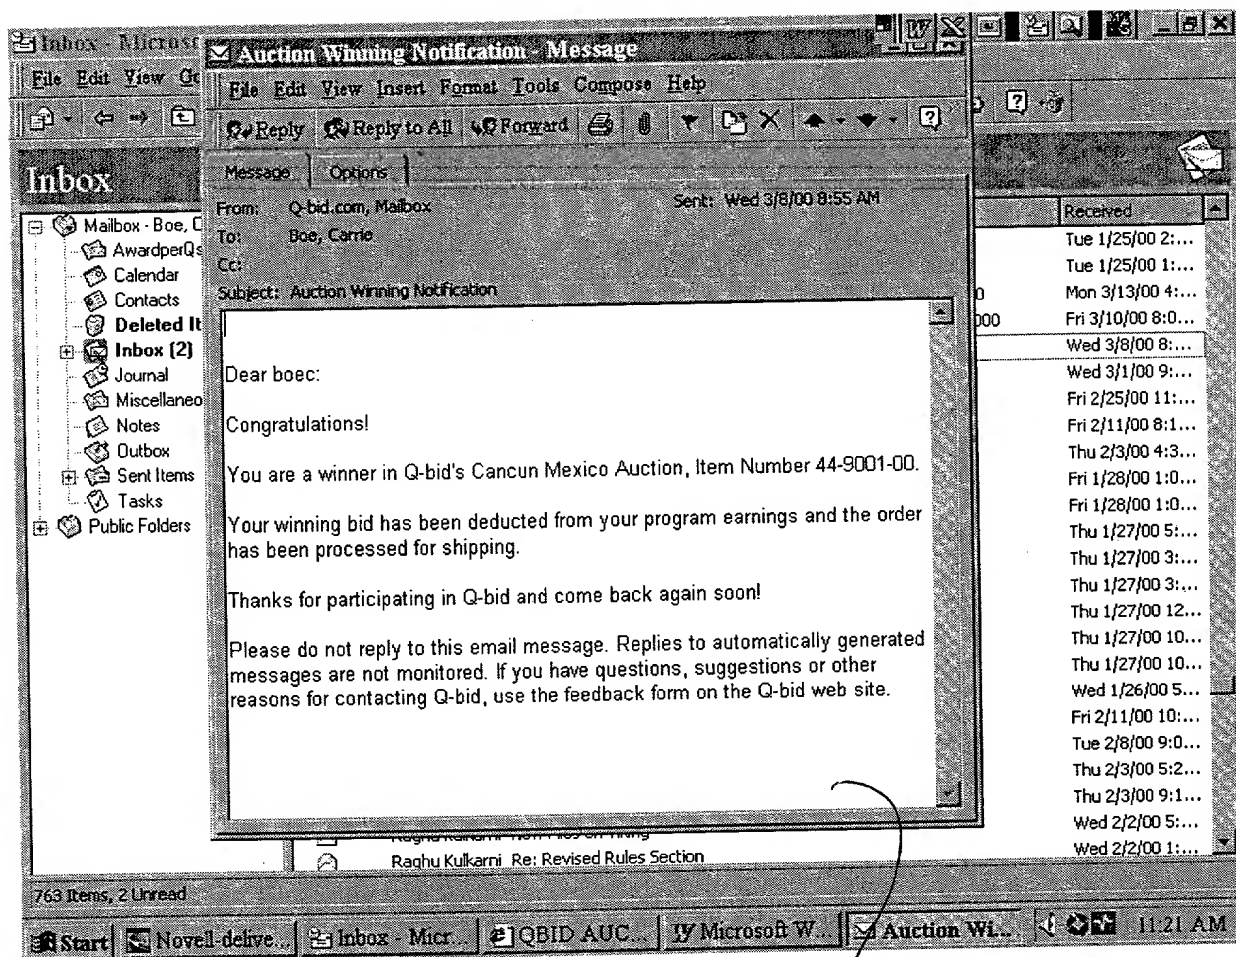 Inbox - Microsoft
File Edit View Go
Inbox
Mailbox - Boe, C
AwardperQs
Calendar
Contacts
Deleted It
Inbox (2)
Journal
Miscellaneo
Notes
Outbox
Sent Items
Tasks
Public Folders
Auction Winning Notification - Message
File Edit View Insert Format Tools Compose Help
Reply Reply to All Forward
Message Options
From: Q-bid.com, Mailbox Sent: Wed 3/8/00 8:55 AM
To: Boe, Carrie
Cc:
Subject: Auction Winning Notification
Dear boec:
Congratulations!
You are a winner in Q-bid's Cancun Mexico Auction, Item Number 44-9001-00.
Your winning bid has been deducted from your program earnings and the order
has been processed for shipping.
Thanks for participating in Q-bid and come back again soon!
Please do not reply to this email message. Replies to automatically generated
messages are not monitored. If you have questions, suggestions or other
reasons for contacting Q-bid, use the feedback form on the Q-bid web site.
Received
Tue 1/25/00 2:...
Tue 1/25/00 1:...
0 Mon 3/13/00 4:...
000 Fri 3/10/00 8:0...
Wed 3/8/00 8:...
Wed 3/1/00 9:...
Fri 2/25/00 11:...
Fri 2/11/00 8:1...
Thu 2/3/00 4:3...
Fri 1/28/00 1:0...
Fri 1/28/00 1:0...
Thu 1/27/00 5:...
Thu 1/27/00 3:...
Thu 1/27/00 3:...
Thu 1/27/00 12...
Thu 1/27/00 10...
Thu 1/27/00 10...
Wed 1/26/00 5...
Fri 2/11/00 10:...
Tue 2/8/00 9:0...
Thu 2/3/00 5:2...
Thu 2/3/00 9:1...
Wed 2/2/00 5:...
Raghu Kulkarni Re: Revised Rules Section Wed 2/2/00 1:...
763 Items, 2 Unread
Start Novell-delive... Inbox - Micr... QBID AUC... Microsoft W... Auction Wi... 11:21 AM